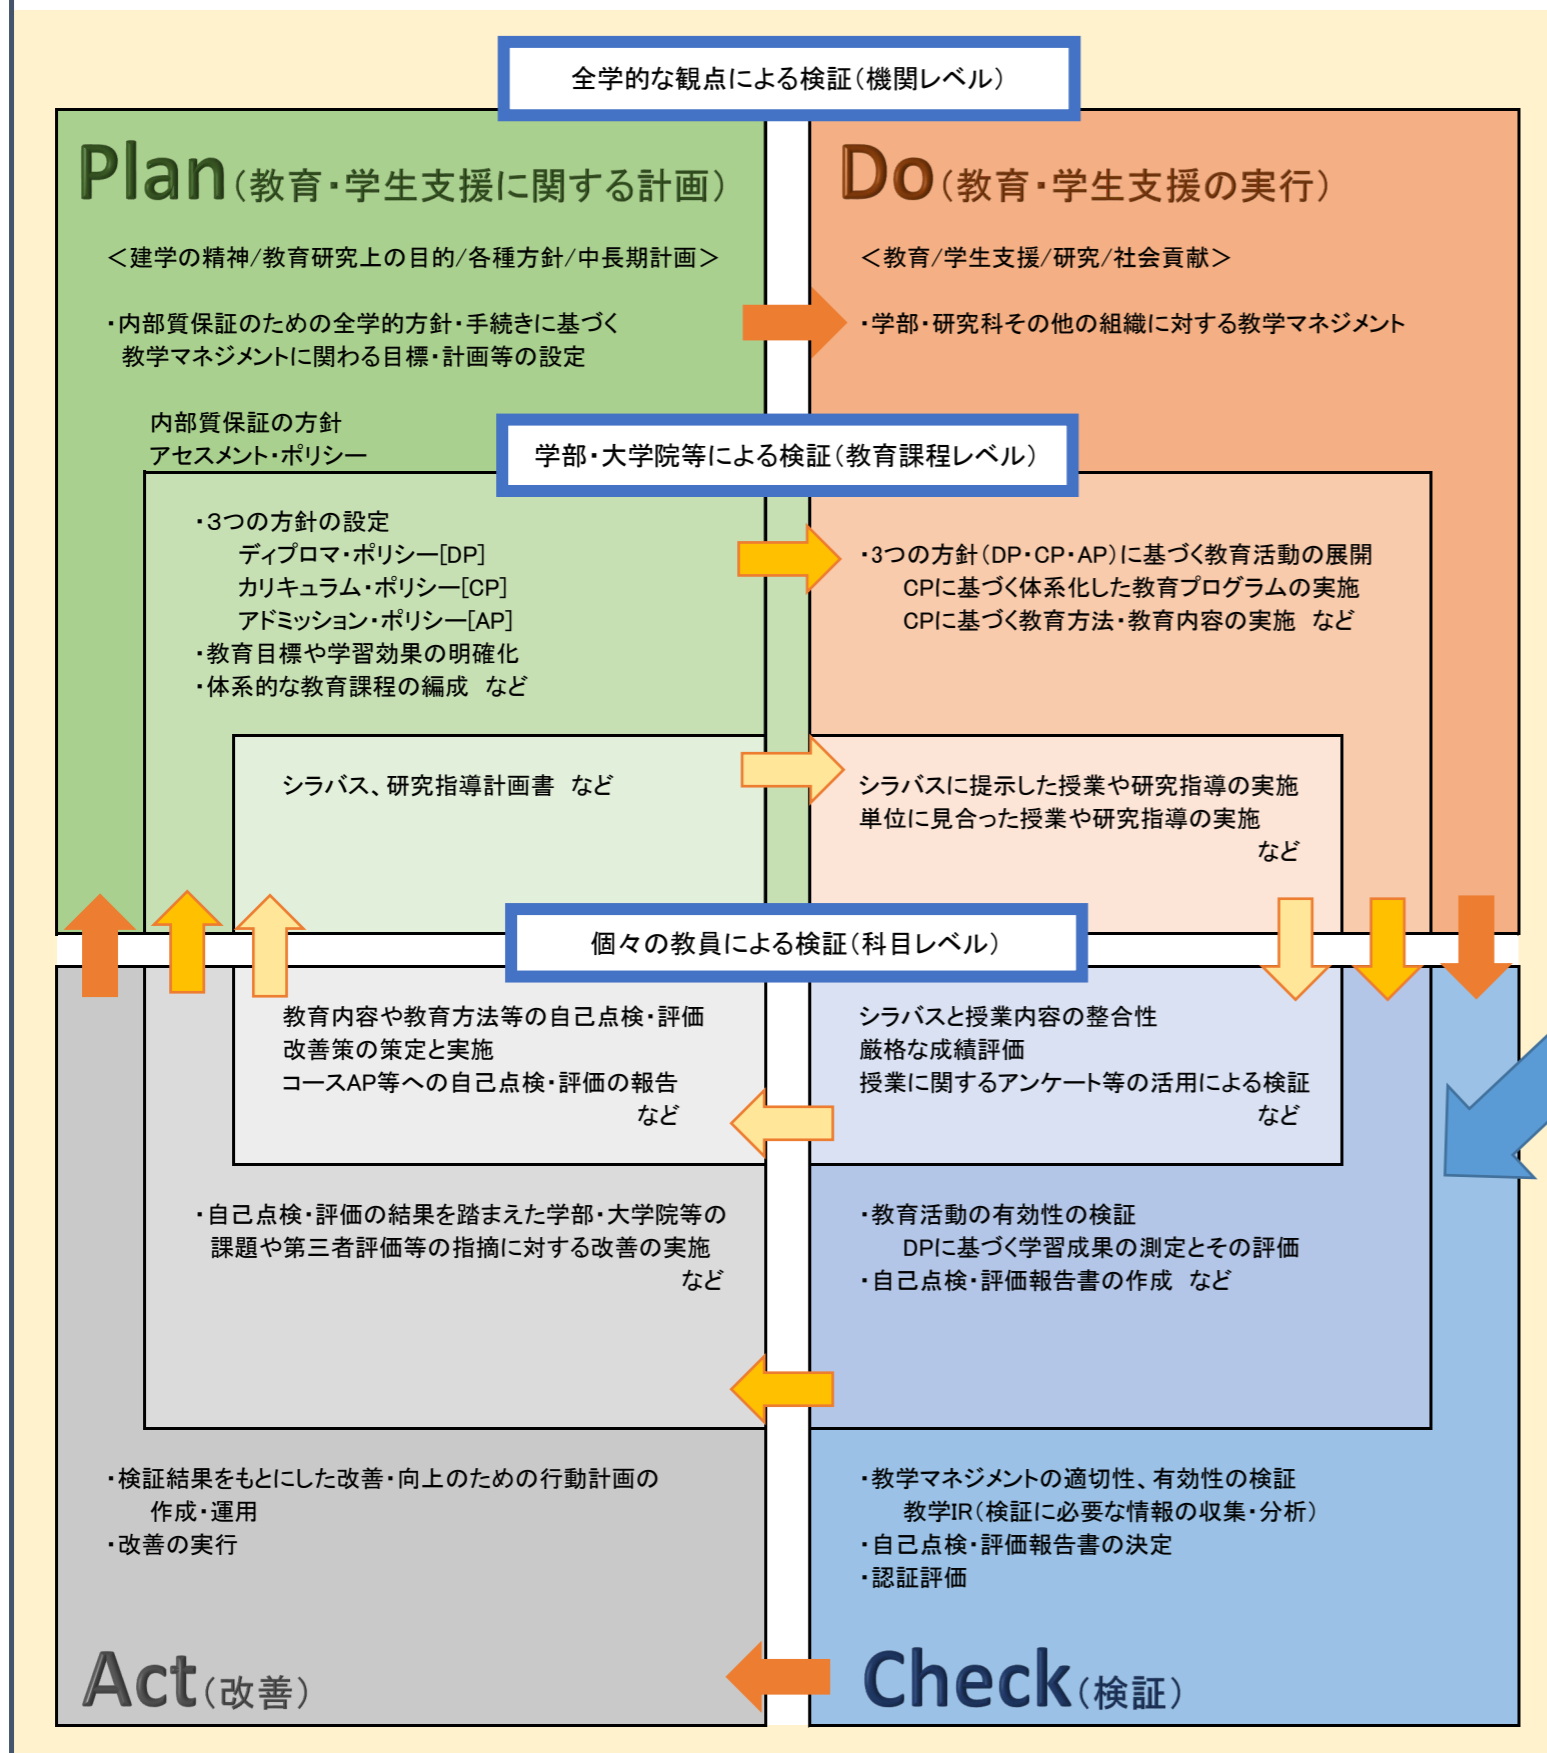 全学的な観点による検証(機関レベル)
Plan(教育・学生支援に関する計画)
<建学の精神/教育研究上の目的/各種方針/中長期計画>
・内部質保証のための全学的方針・手続きに基づく
教学マネジメントに関わる目標・計画等の設定
内部質保証の方針
アセスメント・ポリシー
Do(教育・学生支援の実行)
<教育/学生支援/研究/社会貢献>
・学部・研究科その他の組織に対する教学マネジメント
学部・大学院等による検証(教育課程レベル)
・3つの方針の設定
ディプロマ・ポリシー[DP]
カリキュラム・ポリシー[CP]
アドミッション・ポリシー[AP]
・教育目標や学習効果の明確化
・体系的な教育課程の編成 など
・3つの方針(DP・CP・AP)に基づく教育活動の展開
CPに基づく体系化した教育プログラムの実施
CPに基づく教育方法・教育内容の実施 など
シラバス、研究指導計画書 など
シラバスに提示した授業や研究指導の実施
単位に見合った授業や研究指導の実施
など
個々の教員による検証(科目レベル)
教育内容や教育方法等の自己点検・評価
改善策の策定と実施
コースAP等への自己点検・評価の報告
など
シラバスと授業内容の整合性
厳格な成績評価
授業に関するアンケート等の活用による検証
など
・自己点検・評価の結果を踏まえた学部・大学院等の
課題や第三者評価等の指摘に対する改善の実施
など
・教育活動の有効性の検証
DPに基づく学習成果の測定とその評価
・自己点検・評価報告書の作成 など
・検証結果をもとにした改善・向上のための行動計画の
作成・運用
・改善の実行
・教学マネジメントの適切性、有効性の検証
教学IR(検証に必要な情報の収集・分析)
・自己点検・評価報告書の決定
・認証評価
Act(改善)
Check(検証)